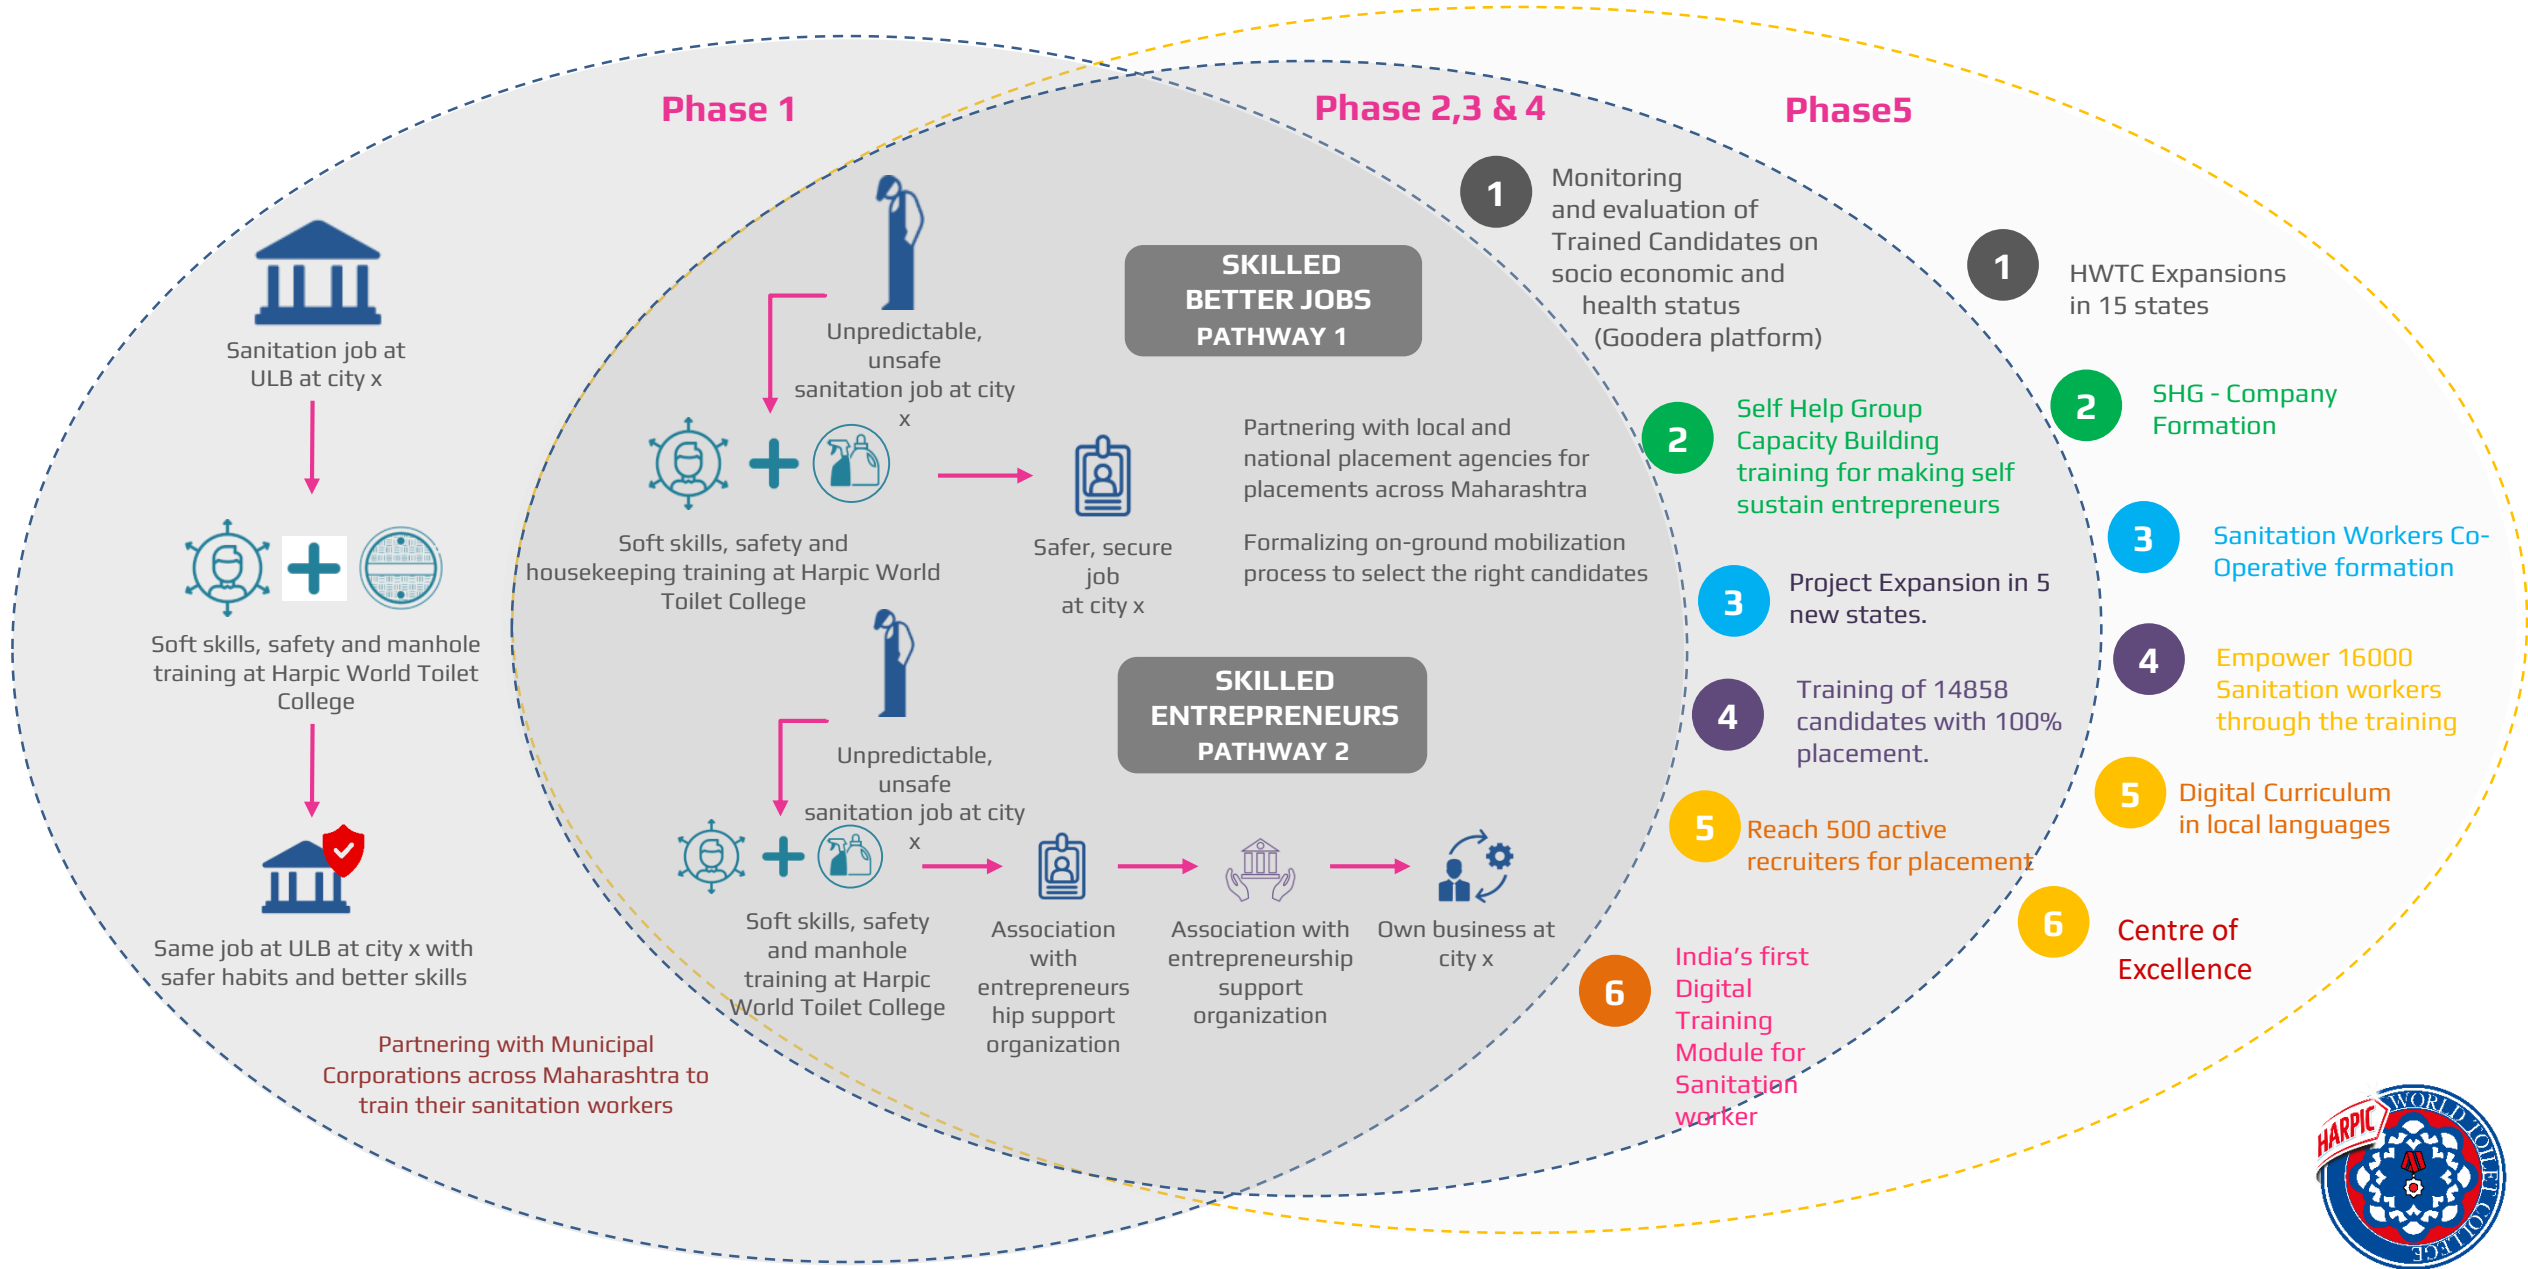 Phase 1
Sanitation job at
ULB at city x
Soft skills, safety and manhole
training at Harpic World Toilet
College
Same job at ULB at city x with
safer habits and better skills
Partnering with Municipal
Corporations across Maharashtra to
train their sanitation workers
Phase 2,3 & 4
Unpredictable,
unsafe
sanitation job at city
x
SKILLED
BETTER JOBS
PATHWAY 1
Soft skills, safety and
housekeeping training at Harpic World
Toilet College
Safer, secure
job
at city x
Partnering with local and
national placement agencies for
placements across Maharashtra
Formalizing on-ground mobilization
process to select the right candidates
SKILLED
ENTREPRENEURS
PATHWAY 2
Unpredictable,
unsafe
sanitation job at city
x
Soft skills, safety
and manhole
training at Harpic
World Toilet College
Association
with
entrepreneurs
hip support
organization
Association with
entrepreneurship
support
organization
Own business at
city x
1
Monitoring
and evaluation of
Trained Candidates on
socio economic and
health status
(Goodera platform)
2
Self Help Group
Capacity Building
training for making self
sustain entrepreneurs
3
Project Expansion in 5
new states.
4
Training of 14858
candidates with 100%
placement.
5
Reach 500 active
recruiters for placement
6
India's first
Digital
Training
Module for
Sanitation
worker
Phase5
1
HWTC Expansions
in 15 states
2
SHG - Company
Formation
3
Sanitation Workers Co-
Operative formation
4
Empower 16000
Sanitation workers
through the training
5
Digital Curriculum
in local languages
6
Centre of
Excellence
HARPIC
WORLD TOILET COLLEGE